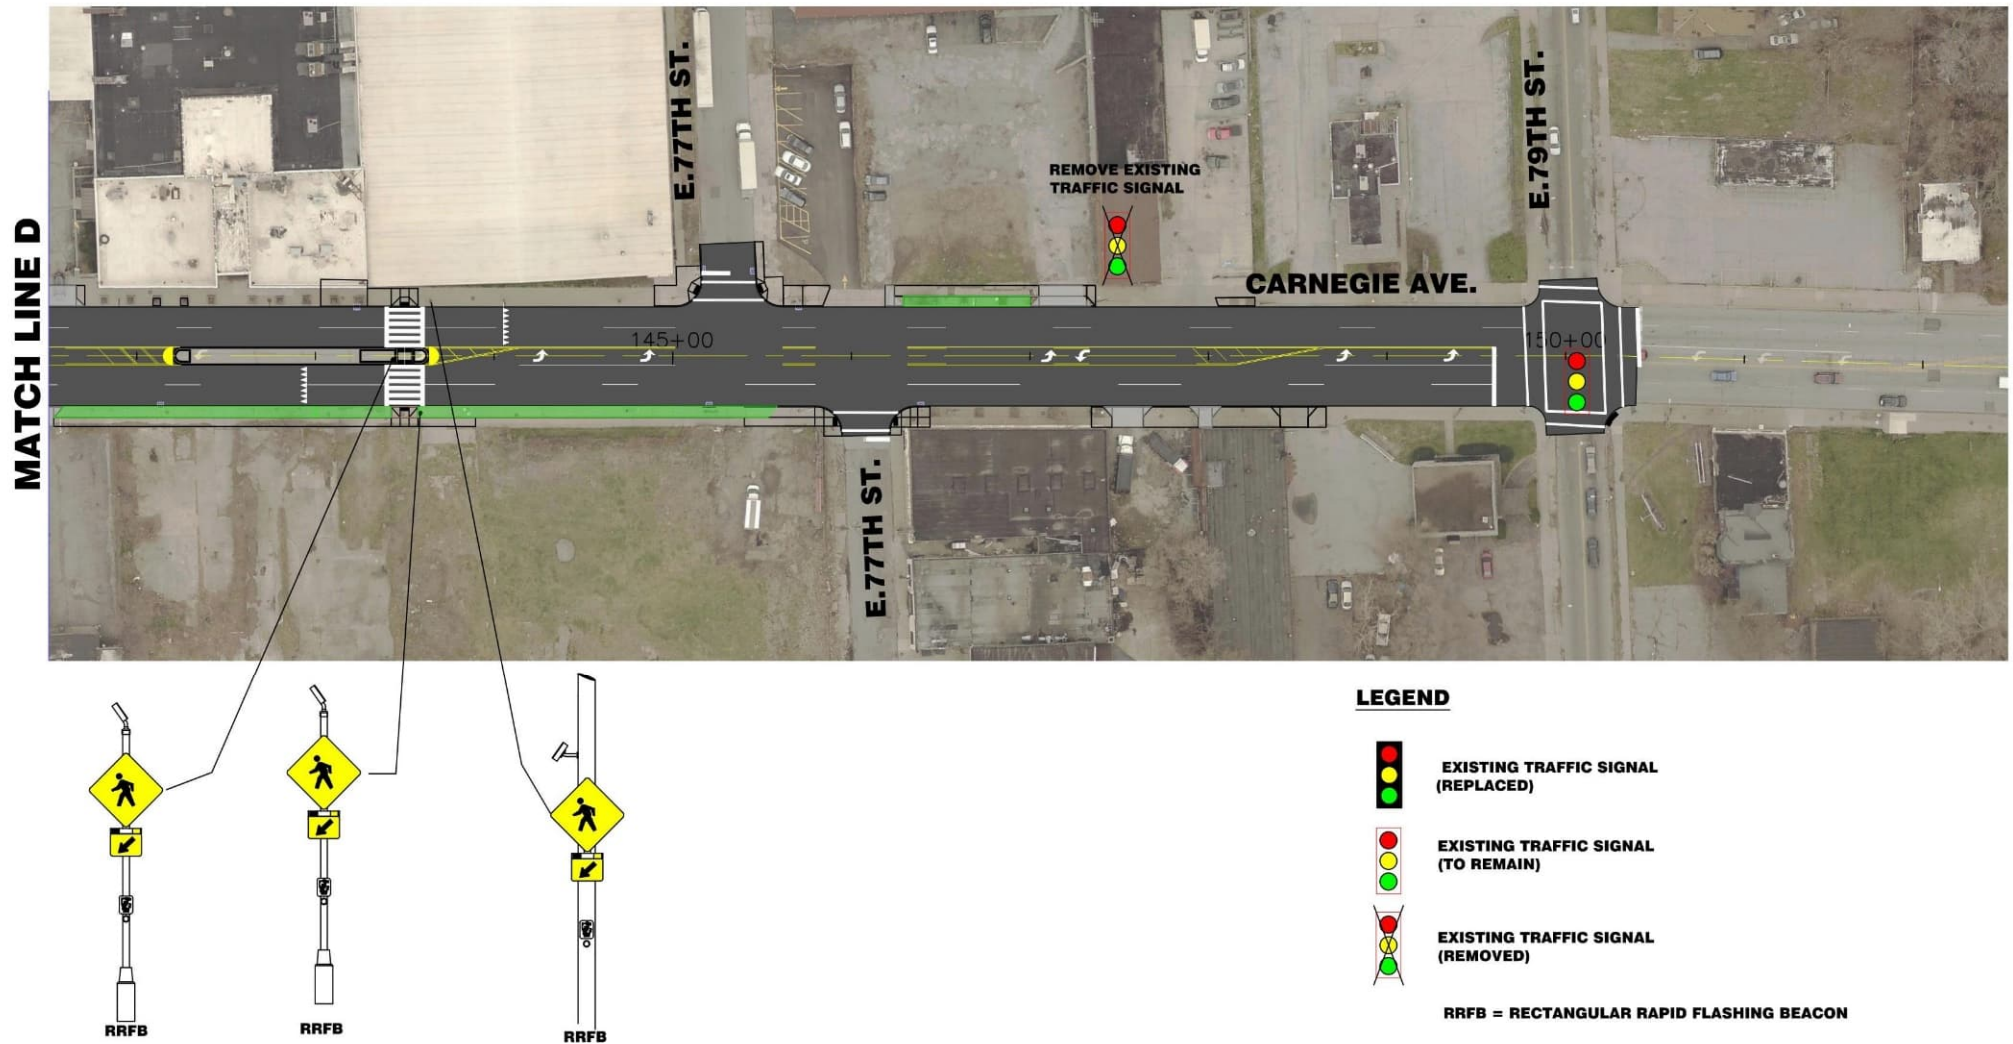 MATCH LINE D
E.77TH ST.
REMOVE EXISTING
TRAFFIC SIGNAL
E.79TH ST.
CARNEGIE AVE.
145+00
150+00
E.77TH ST.
RRFB
RRFB
RRFB
LEGEND
EXISTING TRAFFIC SIGNAL
(REPLACED)
EXISTING TRAFFIC SIGNAL
(TO REMAIN)
EXISTING TRAFFIC SIGNAL
(REMOVED)
RRFB = RECTANGULAR RAPID FLASHING BEACON